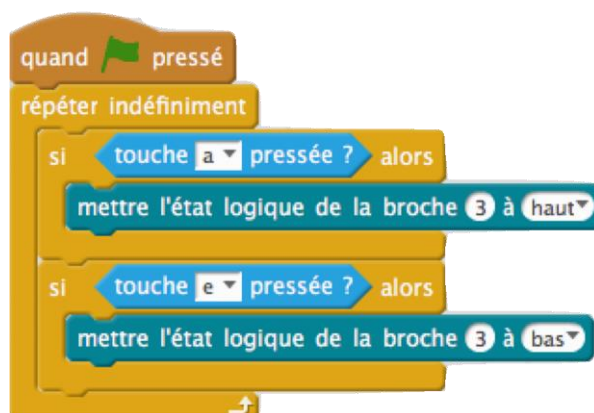 quand pressé
répéter indéfiniment
si touche a pressée ? alors
mettre l'état logique de la broche 3 à haut
si touche e pressée ? alors
mettre l'état logique de la broche 3 à bas